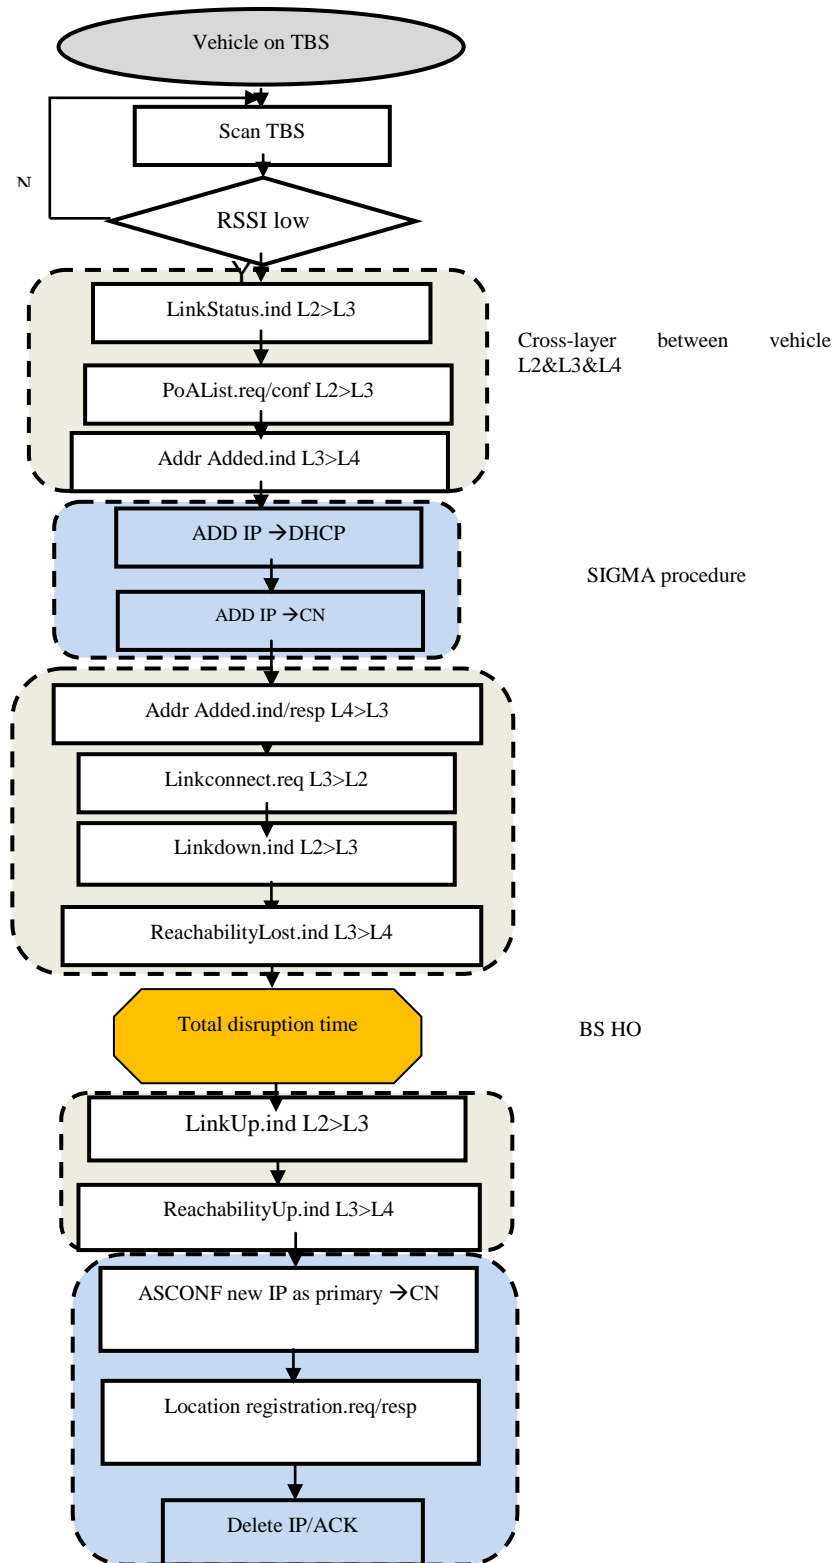 Vehicle on TBS
Scan TBS
N
RSSI low
Y
LinkStatus.ind L2>L3
Cross-layer between vehicle
L2&L3&L4
PoAList.req/conf L2>L3
Addr Added.ind L3>L4
ADD IP →DHCP
SIGMA procedure
ADD IP →CN
Addr Added.ind/resp L4>L3
Linkconnect.req L3>L2
Linkdown.ind L2>L3
ReachabilityLost.ind L3>L4
Total disruption time
BS HO
LinkUp.ind L2>L3
ReachabilityUp.ind L3>L4
ASCONF new IP as primary →CN
Location registration.req/resp
Delete IP/ACK